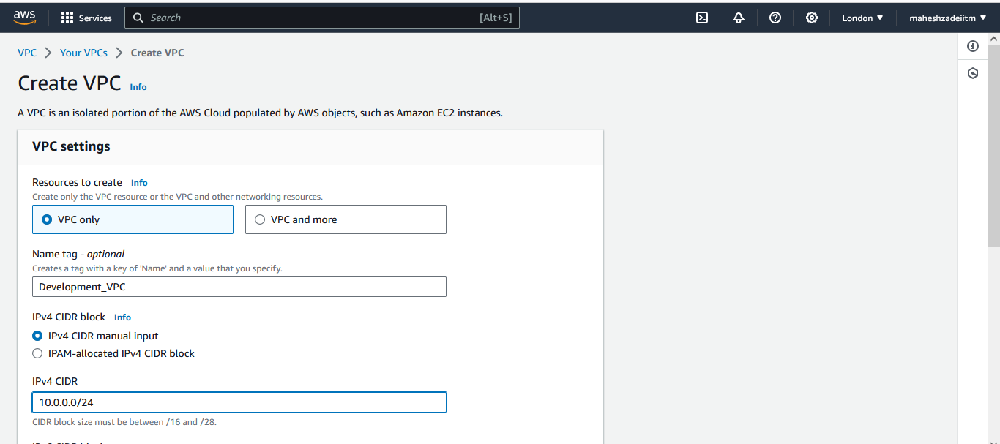 aws Services Search [Alt+S] London maheshzadeiitm
VPC Your VPCs Create VPC
Create VPC Info
A VPC is an isolated portion of the AWS Cloud populated by AWS objects, such as Amazon EC2 instances.
VPC settings
Resources to create Info
Create only the VPC resource or the VPC and other networking resources.
VPC only VPC and more
Name tag - optional
Creates a tag with a key of 'Name' and a value that you specify.
Development_VPC
IPv4 CIDR block Info
IPv4 CIDR manual input
IPAM-allocated IPv4 CIDR block
IPv4 CIDR
10.0.0.0/24
CIDR block size must be between /16 and /28.